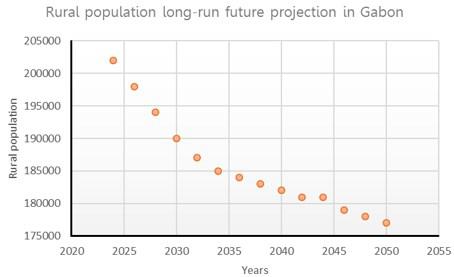 Rural population long-run future projection in Gabon
205000
200000
195000
190000
185000
180000
175000
Rural population
2020 2025 2030 2035 2040 2045 2050 2055
Years